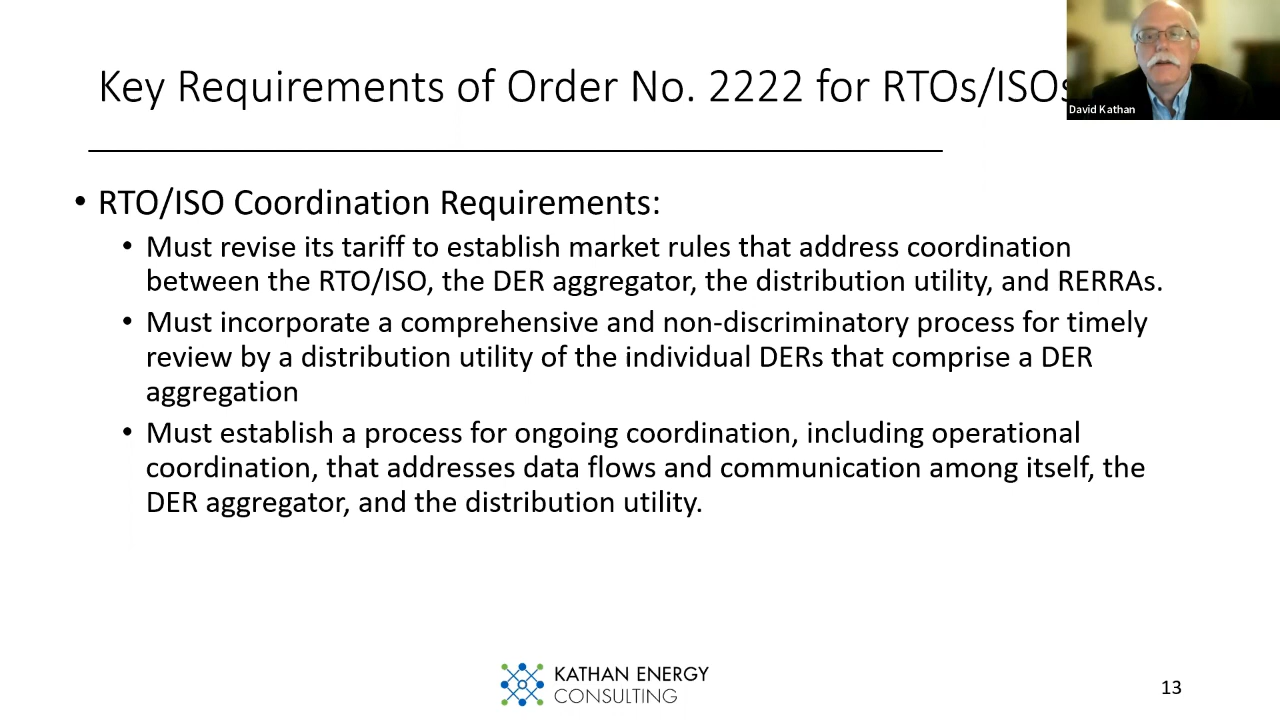 Key Requirements of Order No. 2222 for RTOs/ISOs
David Kathan
• RTO/ISO Coordination Requirements:
• Must revise its tariff to establish market rules that address coordination
between the RTO/ISO, the DER aggregator, the distribution utility, and RERRAs.
• Must incorporate a comprehensive and non-discriminatory process for timely
review by a distribution utility of the individual DERs that comprise a DER
aggregation
• Must establish a process for ongoing coordination, including operational
coordination, that addresses data flows and communication among itself, the
DER aggregator, and the distribution utility.
KATHAN ENERGY
CONSULTING
13